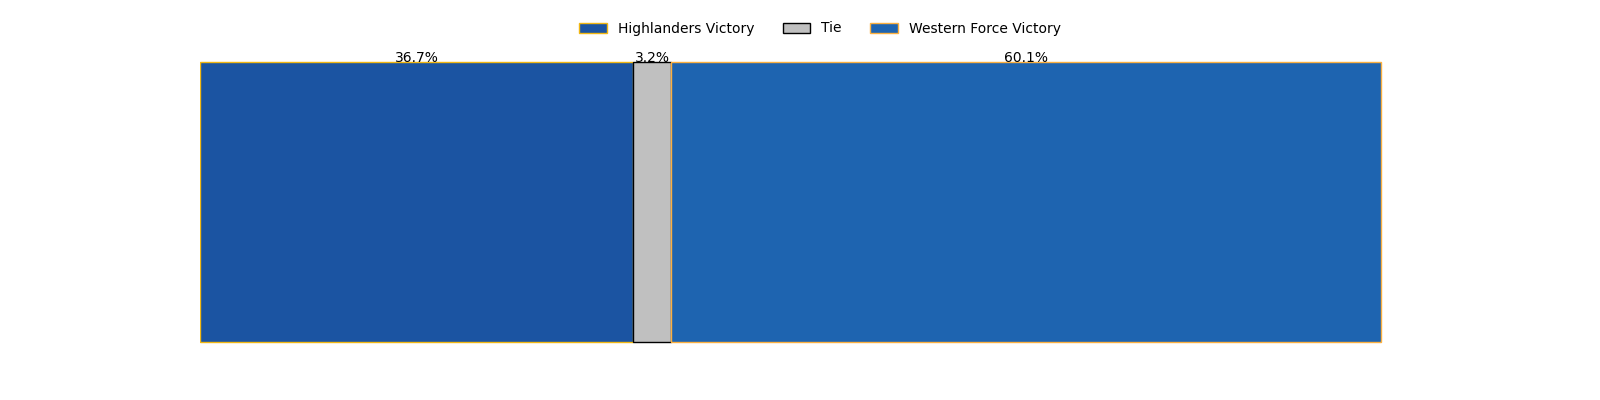 Highlanders Victory Tie Western Force Victory
36.7% 3.2% 60.1%